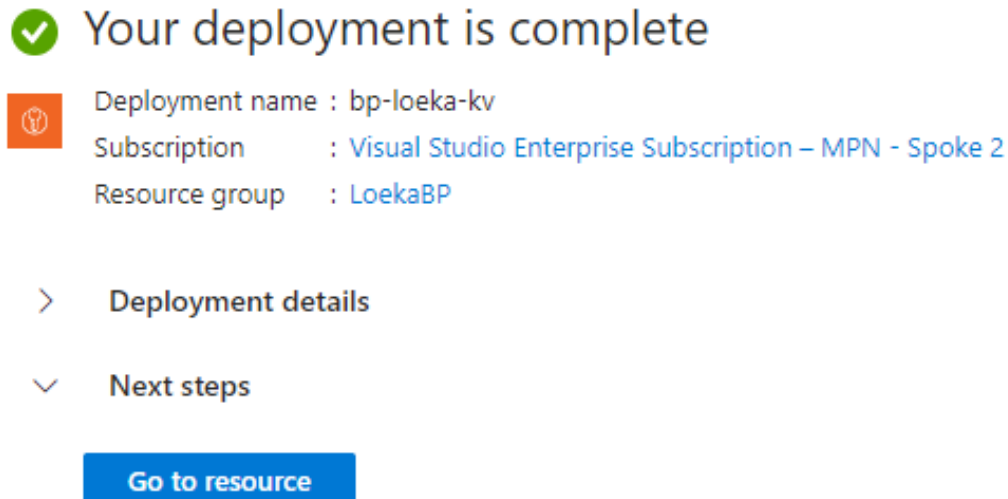 Your deployment is complete
Deployment name : bp-loeka-kv
Subscription : Visual Studio Enterprise Subscription – MPN - Spoke 2
Resource group : LoekaBP
Deployment details
Next steps
Go to resource